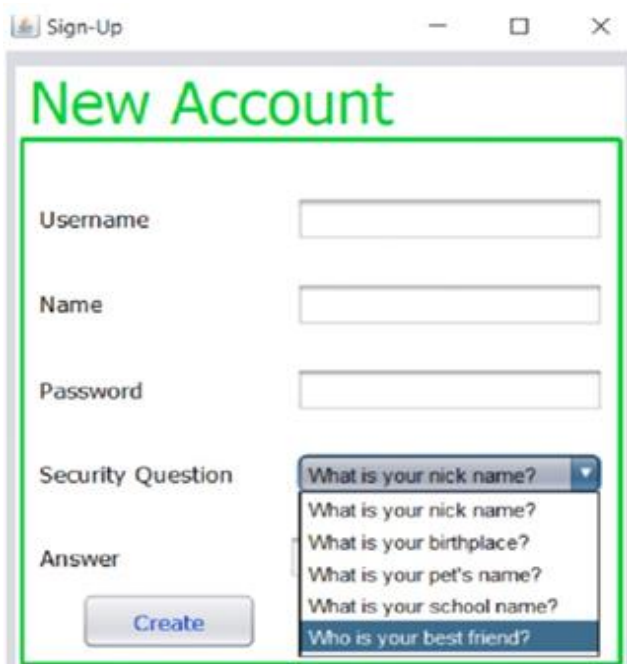 Sign-Up
New Account
Username
Name
Password
Security Question What is your nick name?
What is your nick name?
What is your birthplace?
Answer
What is your pet's name?
What is your school name?
Create
Who is your best friend?